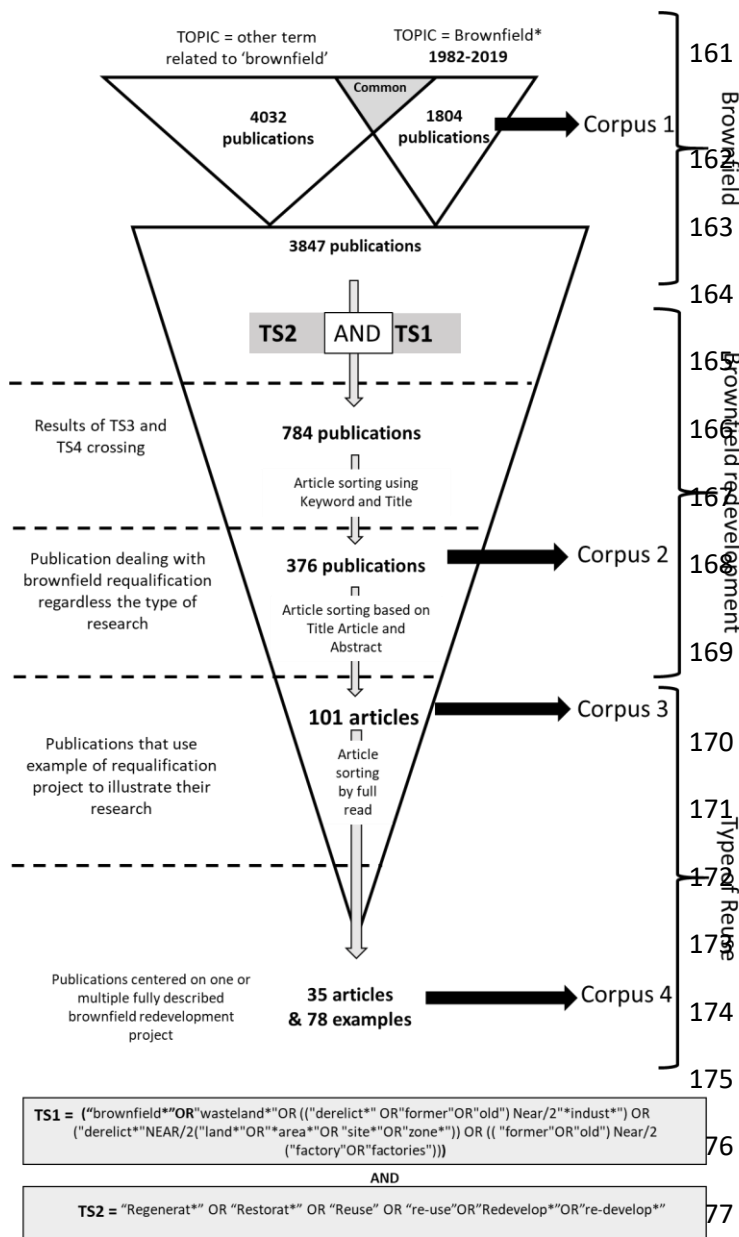 TOPIC = other term
related to ‘brownfield’
TOPIC = Brownfield*
1982-2019
161
Common
4032
publications
1804
publications
Corpus 1
Brownfield
162
163
3847 publications
164
TS2
AND
TS1
165
Results of TS3 and
TS4 crossing
784 publications
166
Article sorting using
Keyword and Title
167
Brownfield redevelopment
Publication dealing with
brownfield requalification
regardless the type of
research
376 publications
Corpus 2
168
Article sorting based on
Title Article and
Abstract
169
101 articles
Corpus 3
Publications that use
example of requalification
project to illustrate their
research
Article
sorting
by full
read
170
171
Type of Reuse
172
173
Publications centered on one or
multiple fully described
brownfield redevelopment
project
35 articles
& 78 examples
Corpus 4
174
175
TS1 = (“brownfield*”OR"wasteland*"OR (("derelict*" OR"former"OR"old") Near/2"*indust*") OR
("derelict*"NEAR/2("land*"OR"*area*"OR "site*"OR"zone*")) OR (( "former"OR"old") Near/2
("factory"OR"factories")))
76
AND
TS2 = “Regenerat*” OR “Restorat*” OR “Reuse” OR “re-use”OR”Redevelop*”OR”re-develop*”
77